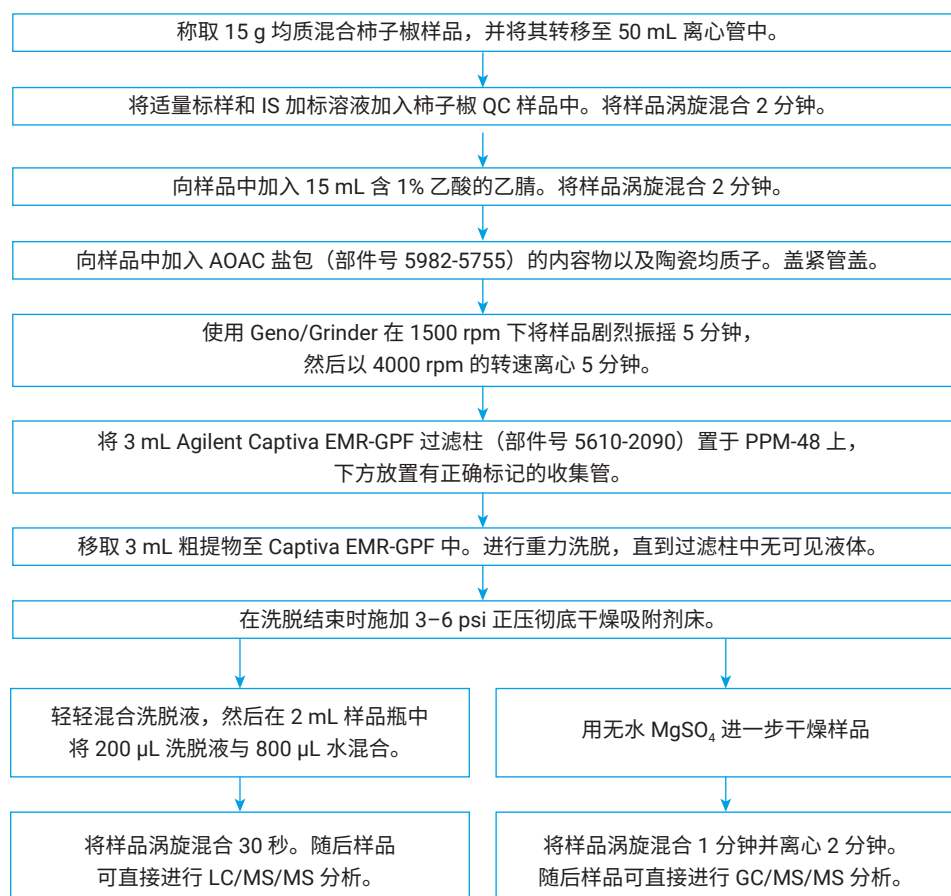 称取 15 g 均质混合柿子椒样品，并将其转移至 50 mL 离心管中。
将适量标样和 IS 加标溶液加入柿子椒 QC 样品中。将样品涡旋混合 2 分钟。
向样品中加入 15 mL 含 1% 乙酸的乙腈。将样品涡旋混合 2 分钟。
向样品中加入 AOAC 盐包（部件号 5982-5755）的内容物以及陶瓷均质子。盖紧管盖。
使用 Geno/Grinder 在 1500 rpm 下将样品剧烈振摇 5 分钟，
然后以 4000 rpm 的转速离心 5 分钟。
将 3 mL Agilent Captiva EMR-GPF 过滤柱（部件号 5610-2090）置于 PPM-48 上，
下方放置有正确标记的收集管。
移取 3 mL 粗提物至 Captiva EMR-GPF 中。进行重力洗脱，直到过滤柱中无可见液体。
在洗脱结束时施加 3–6 psi 正压彻底干燥吸附剂床。
轻轻混合洗脱液，然后在 2 mL 样品瓶中
将 200 µL 洗脱液与 800 µL 水混合。
用无水 MgSO₄ 进一步干燥样品
将样品涡旋混合 30 秒。随后样品
可直接进行 LC/MS/MS 分析。
将样品涡旋混合 1 分钟并离心 2 分钟。
随后样品可直接进行 GC/MS/MS 分析。